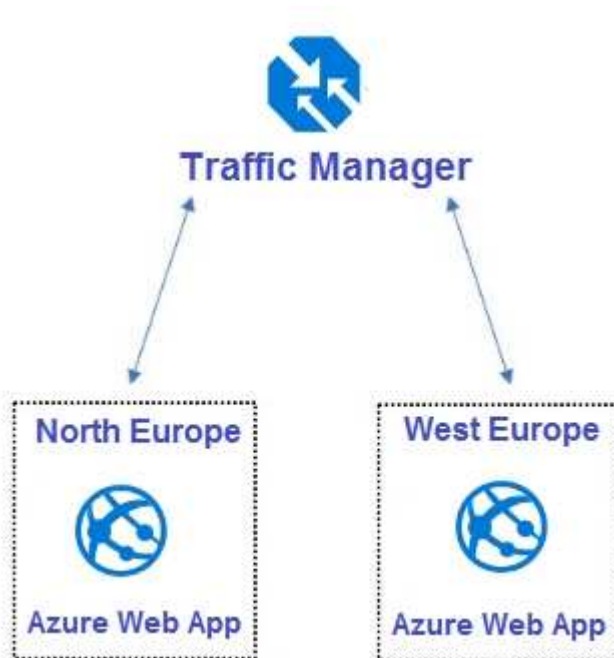 Traffic Manager
North Europe
Azure Web App
West Europe
Azure Web App